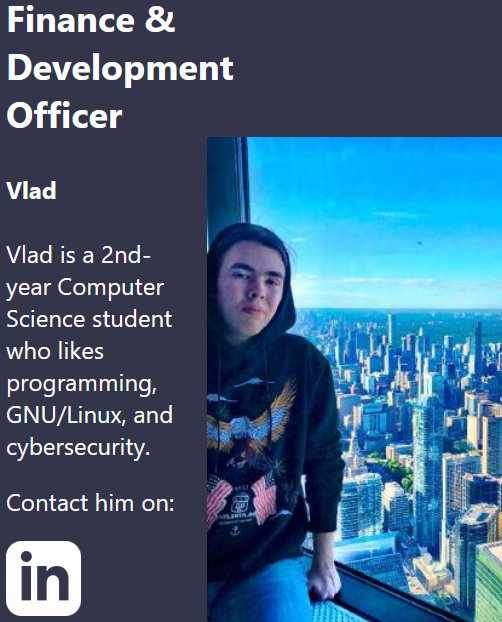 Finance &
Development
Officer
Vlad
Vlad is a 2nd-
year Computer
Science student
who likes
programming,
GNU/Linux, and
cybersecurity.
Contact him on:
in